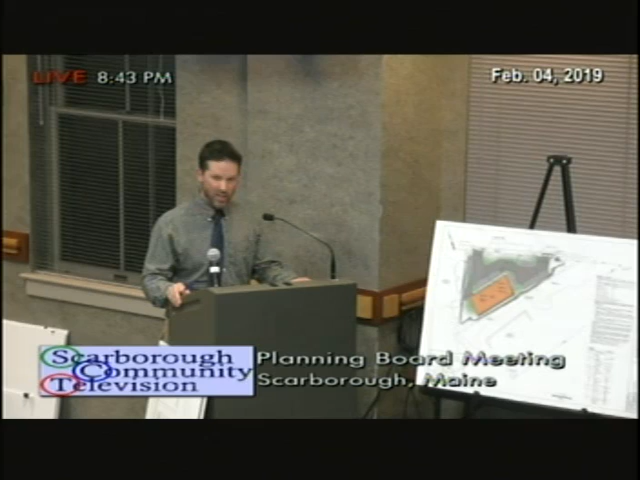 LIVE 8:43 PM
Feb. 04, 2019
Scarborough
Community
Television
Planning Board Meeting
Scarborough, Maine